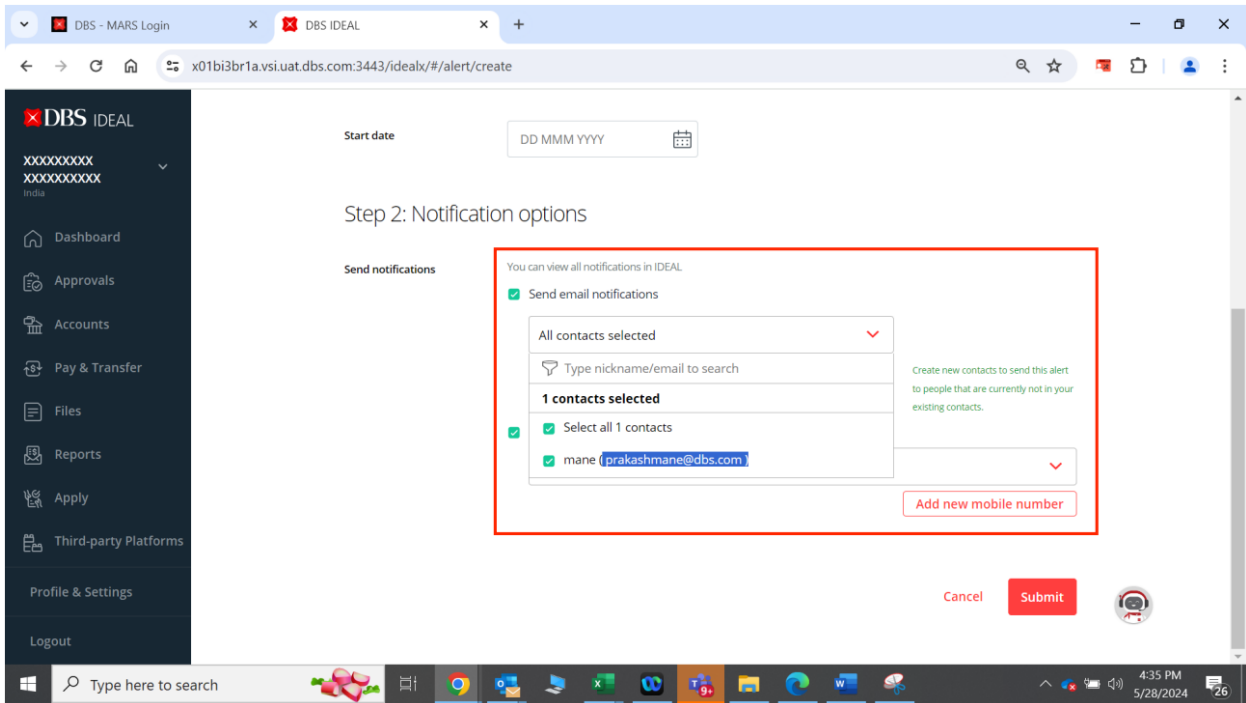 DBS - MARS Login
DBS IDEAL
x01bi3br1a.vsi.uat.dbs.com:3443/idealx/#/alert/create
DBS IDEAL
XXXXXXXXX
XXXXXXXXXX
India
Dashboard
Approvals
Accounts
Pay & Transfer
Files
Reports
Apply
Third-party Platforms
Profile & Settings
Logout
Start date
DD MMM YYYY
Step 2: Notification options
Send notifications
You can view all notifications in IDEAL
Send email notifications
All contacts selected
Type nickname/email to search
1 contacts selected
Select all 1 contacts
mane ( prakashmane@dbs.com )
Create new contacts to send this alert
to people that are currently not in your
existing contacts.
Add new mobile number
Cancel
Submit
Type here to search
9+
4:35 PM
5/28/2024
26